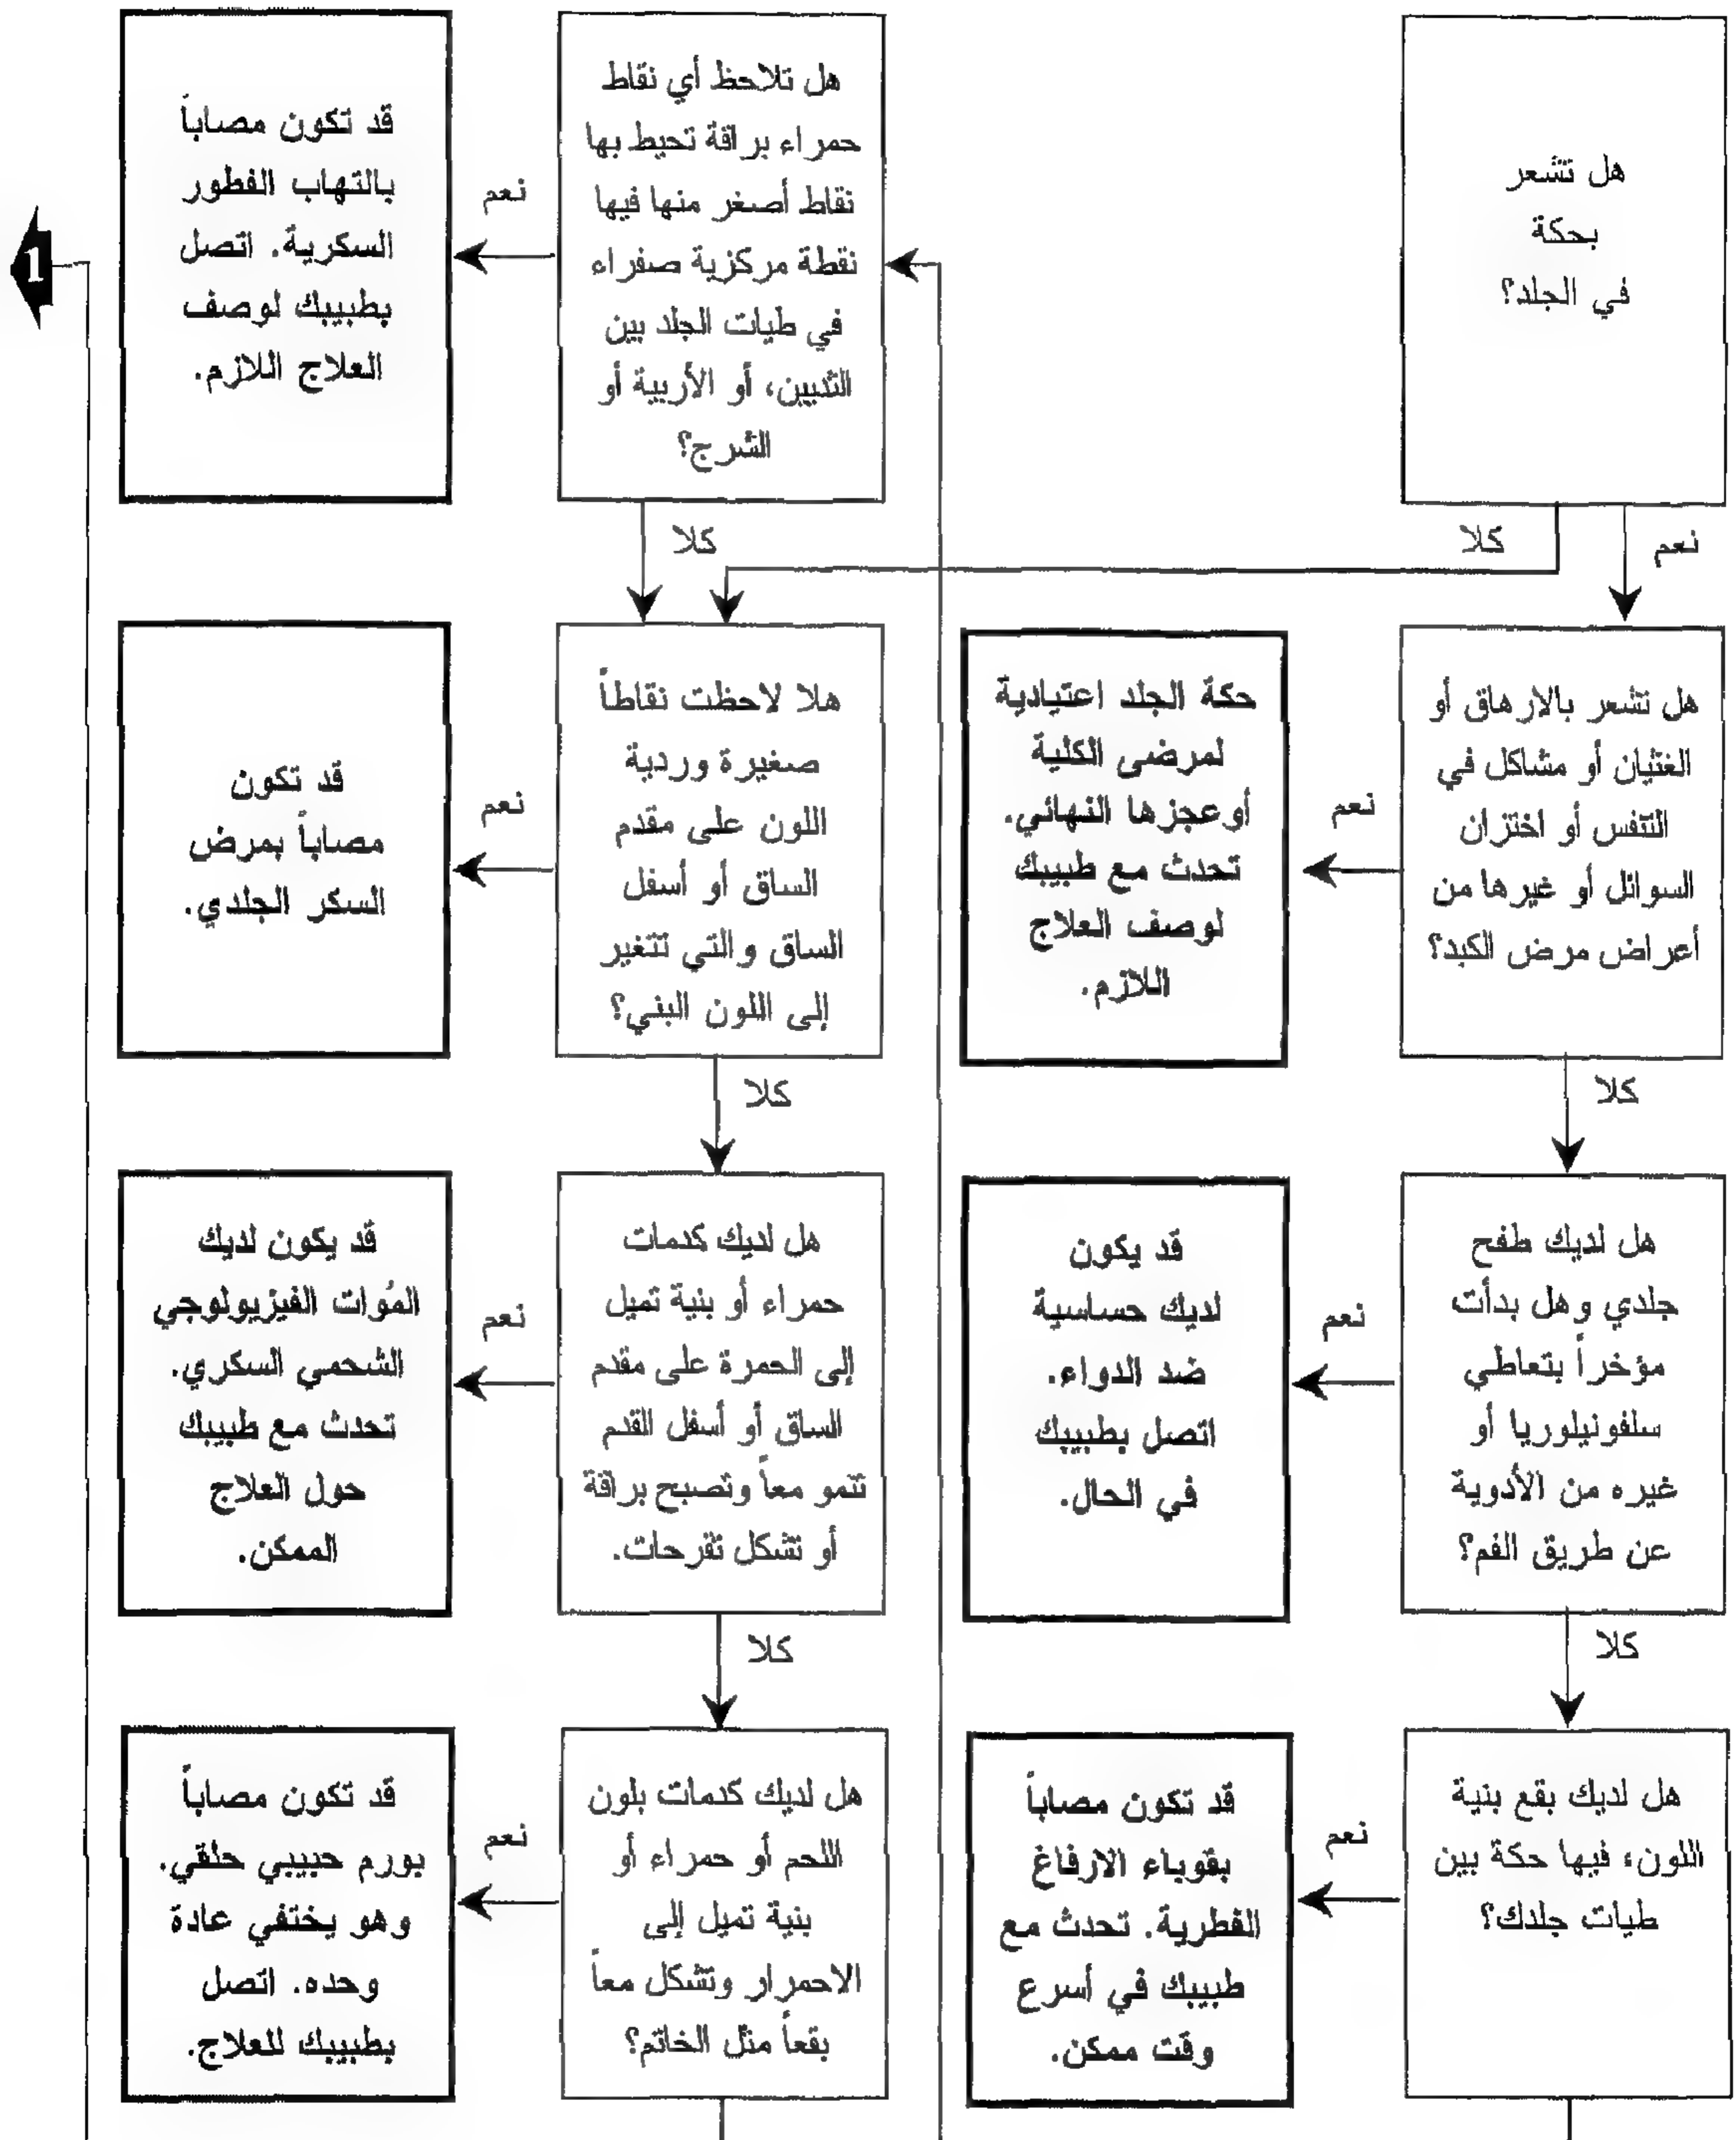 هل تشعر
بحكة
في الجلد؟
نعم
كلا
هل تشعر بالارهاق أو
الغثيان أو مشاكل في
التنفس أو اختزان
السوائل أو غيرها من
أعراض مرض الكبد؟
نعم
حكة الجلد اعتيادية
لمرضى الكلية
أوعجزها النهائي.
تحدث مع طبيبك
لوصف العلاج
اللازم.
كلا
هل لديك طفح
جلدي وهل بدأت
مؤخراً بتعاطي
سلفونيلوريا أو
غيره من الأدوية
عن طريق الفم؟
نعم
قد يكون
لديك حساسية
ضد الدواء.
اتصل بطبيبك
في الحال.
كلا
هل لديك بقع بنية
اللون، فيها حكة بين
طيات جلدك؟
نعم
قد تكون مصاباً
بقوباء الارفاغ
الفطرية. تحدث مع
طبيبك في أسرع
وقت ممكن.
هل تلاحظ أي نقاط
حمراء براقة تحيط بها
نقاط أصغر منها فيها
نقطة مركزية صفراء
في طيات الجلد بين
الثديين، أو الأربية أو
الشرج؟
نعم
قد تكون مصاباً
بالتهاب الفطور
السكرية. اتصل
بطبيبك لوصف
العلاج اللازم.
1
كلا
هلا لاحظت نقاطاً
صغيرة وردية
اللون على مقدم
الساق أو أسفل
الساق والتي تتغير
إلى اللون البني؟
نعم
قد تكون
مصاباً بمرض
السكر الجلدي.
كلا
هل لديك كدمات
حمراء أو بنية تميل
إلى الحمرة على مقدم
الساق أو أسفل القدم
تنمو معاً وتصبح براقة
أو تشكل تقرحات.
نعم
قد يكون لديك
المُوات الفيزيولوجي
الشحمي السكري.
تحدث مع طبيبك
حول العلاج
الممكن.
كلا
هل لديك كدمات بلون
اللحم أو حمراء أو
بنية تميل إلى
الاحمرار وتشكل معاً
بقعاً مثل الخاتم؟
نعم
قد تكون مصاباً
بورم حبيبي حلقي.
وهو يختفي عادة
وحده. اتصل
بطبيبك للعلاج.